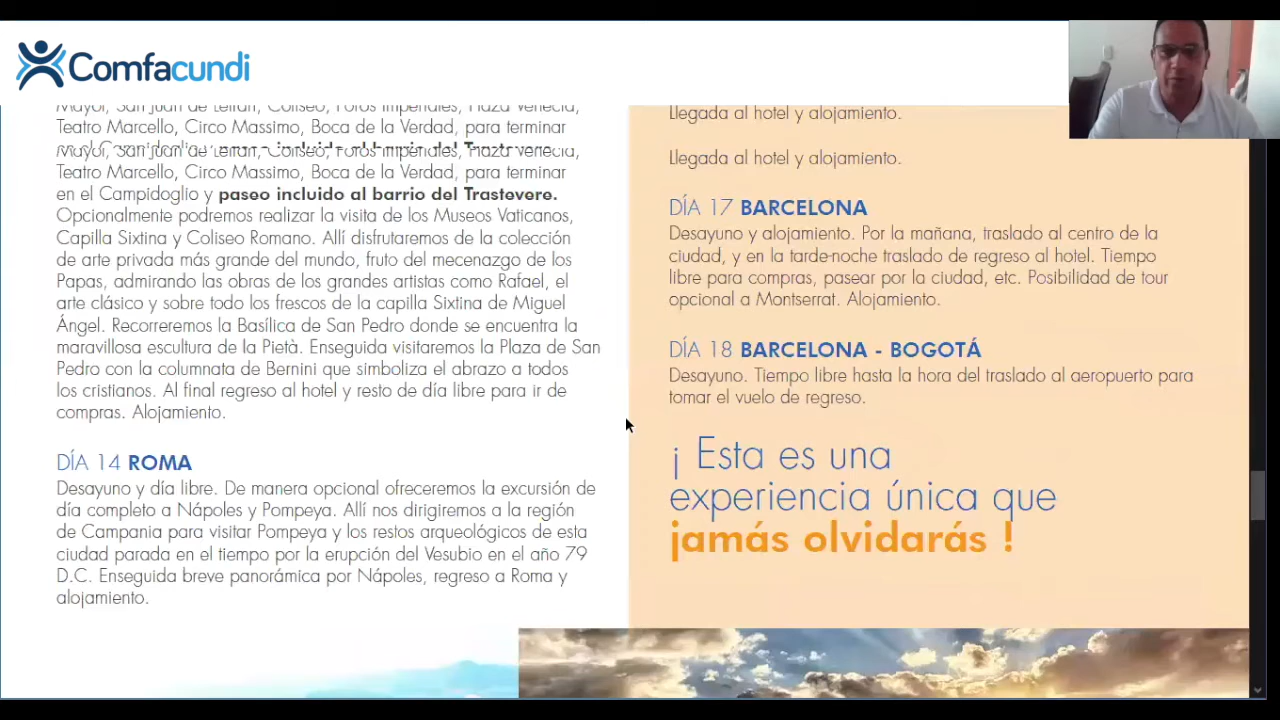 Comfacundi
Mayor, San Juan de Letrán, Coliseo, Foros Imperiales, Plaza Venecia,
Teatro Marcello, Circo Massimo, Boca de la Verdad, para terminar
Mayor, San Juan de Letrán, Coliseo, Foros Imperiales, Plaza Venecia,
Teatro Marcello, Circo Massimo, Boca de la Verdad, para terminar
en el Campidoglio y paseo incluido al barrio del Trastevere.
Opcionalmente podremos realizar la visita de los Museos Vaticanos,
Capilla Sixtina y Coliseo Romano. Allí disfrutaremos de la colección
de arte privada más grande del mundo, fruto del mecenazgo de los
Papas, admirando las obras de los grandes artistas como Rafael, el
arte clásico y sobre todo los frescos de la capilla Sixtina de Miguel
Ángel. Recorreremos la Basílica de San Pedro donde se encuentra la
maravillosa escultura de la Pietà. Enseguida visitaremos la Plaza de San
Pedro con la columnata de Bernini que simboliza el abrazo a todos
los cristianos. Al final regreso al hotel y resto de día libre para ir de
compras. Alojamiento.
DÍA 14 ROMA
Desayuno y día libre. De manera opcional ofreceremos la excursión de
día completo a Nápoles y Pompeya. Allí nos dirigiremos a la región
de Campania para visitar Pompeya y los restos arqueológicos de esta
ciudad parada en el tiempo por la erupción del Vesubio en el año 79
D.C. Enseguida breve panorámica por Nápoles, regreso a Roma y
alojamiento.
Llegada al hotel y alojamiento.
Llegada al hotel y alojamiento.
DÍA 17 BARCELONA
Desayuno y alojamiento. Por la mañana, traslado al centro de la
ciudad, y en la tarde-noche traslado de regreso al hotel. Tiempo
libre para compras, pasear por la ciudad, etc. Posibilidad de tour
opcional a Montserrat. Alojamiento.
DÍA 18 BARCELONA - BOGOTÁ
Desayuno. Tiempo libre hasta la hora del traslado al aeropuerto para
tomar el vuelo de regreso.
¡ Esta es una
experiencia única que
jamás olvidarás !